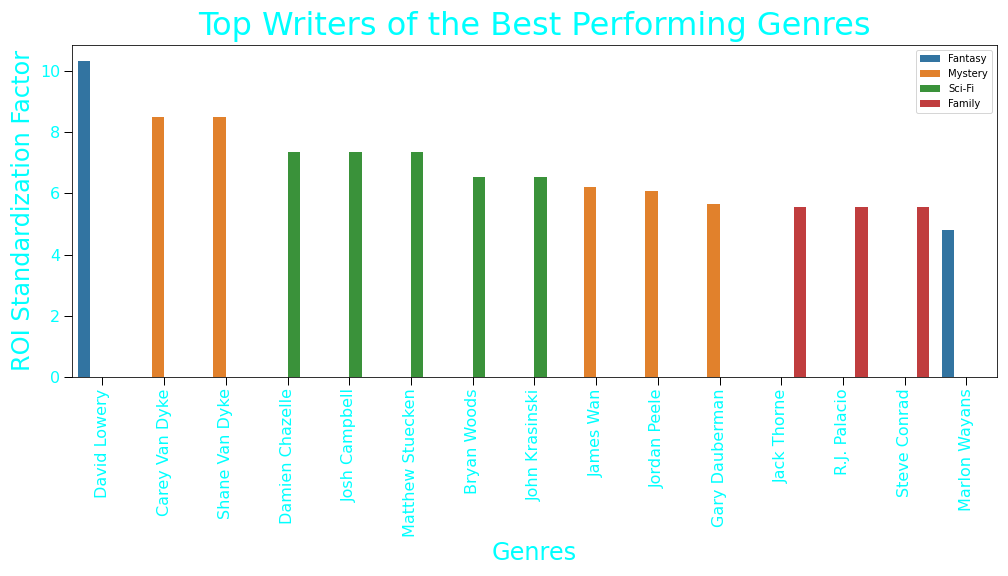 Top Writers of the Best Performing Genres
ROI Standardization Factor
10
8
6
4
2
0
Fantasy
Mystery
Sci-Fi
Family
David Lowery
Carey Van Dyke
Shane Van Dyke
Damien Chazelle
Josh Campbell
Matthew Stuecken
Bryan Woods
John Krasinski
James Wan
Jordan Peele
Gary Dauberman
Jack Thorne
R.J. Palacio
Steve Conrad
Marlon Wayans
Genres